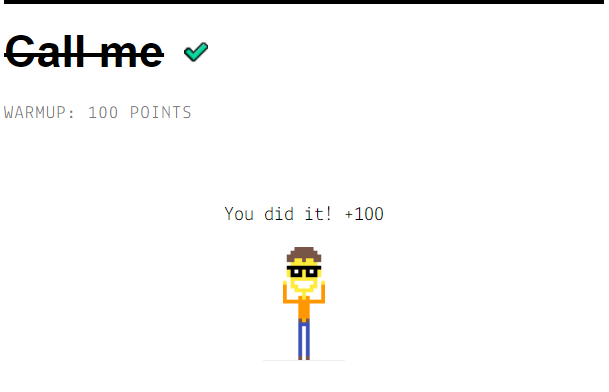 Call me
WARMUP: 100 POINTS
You did it! +100